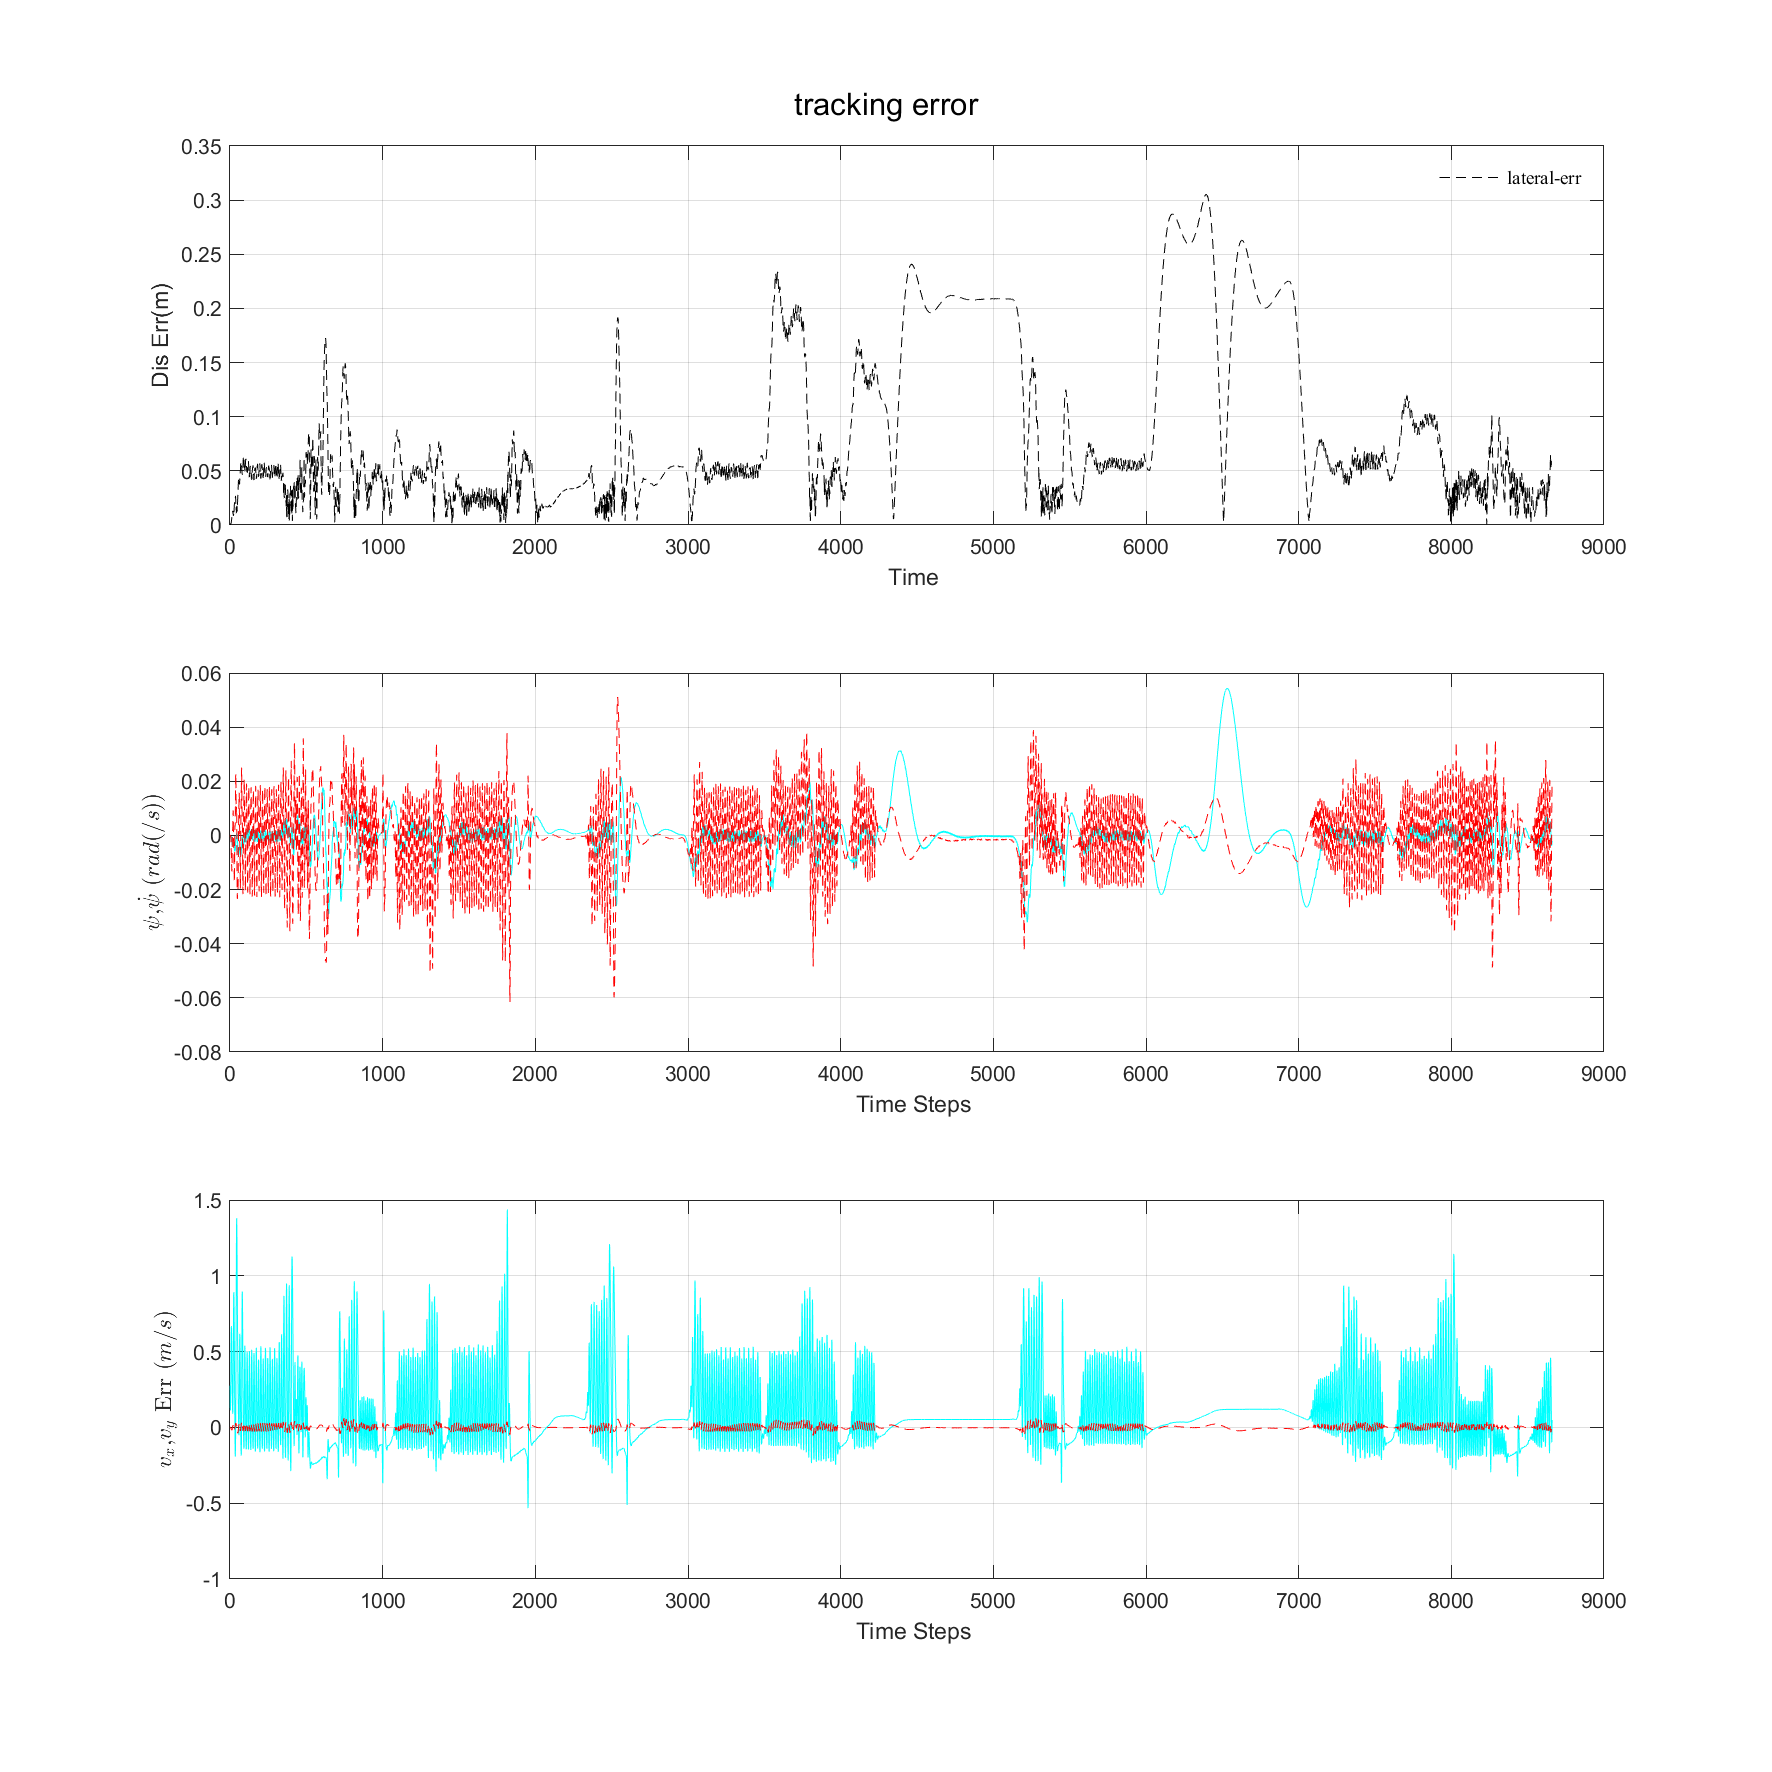 tracking error
0.35
0.3
0.25
0.2
0.15
0.1
0.05
0
Dis Err(m)
lateral-err
0 1000 2000 3000 4000 5000 6000 7000 8000 9000
Time
0.06
0.04
0.02
0
-0.02
-0.04
-0.06
-0.08
ψ,ψ̇ (rad(/s))
0 1000 2000 3000 4000 5000 6000 7000 8000 9000
Time Steps
1.5
1
0.5
0
-0.5
-1
v_x,v_y Err (m/s)
0 1000 2000 3000 4000 5000 6000 7000 8000 9000
Time Steps